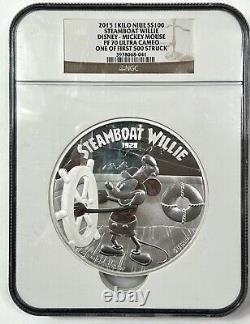 2015 1 KILO NIUE S$100
STEAMBOAT WILLIE
DISNEY - MICKEY MOUSE
PF 70 ULTRA CAMEO
ONE OF FIRST 500 STRUCK
3978068-041
NGC
STEAMBOAT WILLIE
1928